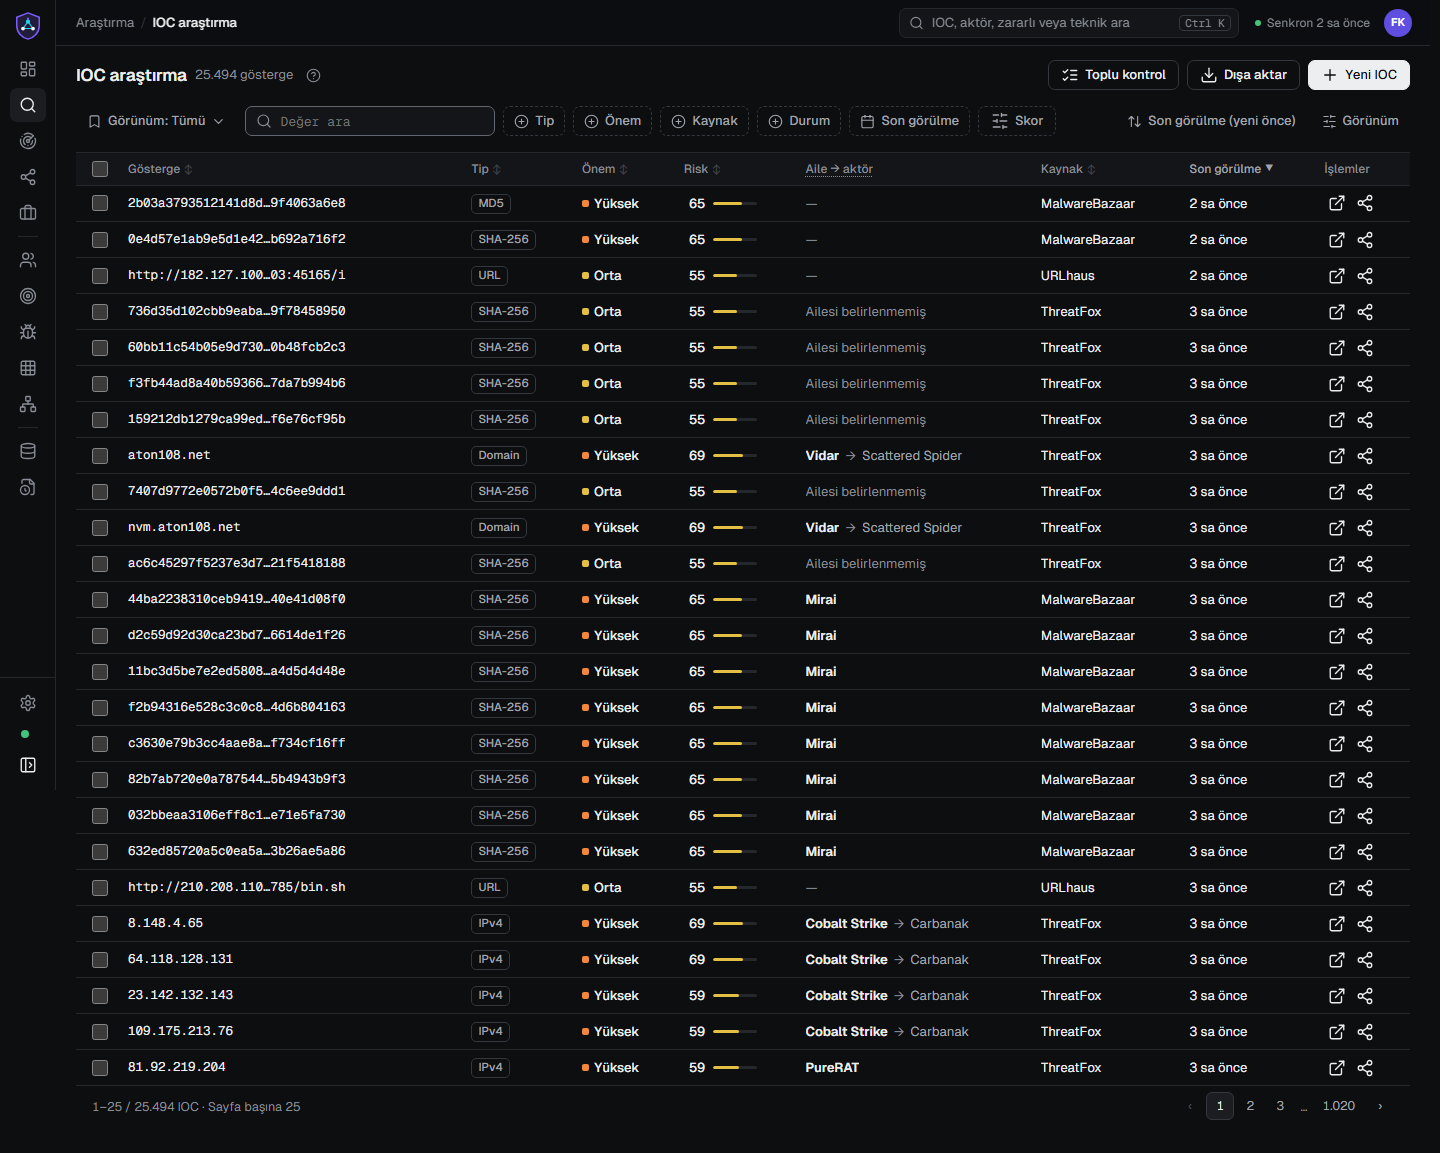 Araştırma / IOC araştırma
IOC, aktör, zararlı veya teknik ara
Ctrl K
Senkron 2 sa önce
FK
IOC araştırma 25.494 gösterge
Toplu kontrol
Dışa aktar
Yeni IOC
Görünüm: Tümü
Değer ara
Tip
Önem
Kaynak
Durum
Son görülme
Skor
Son görülme (yeni önce)
Görünüm
Gösterge Tip Önem Risk Aile → aktör Kaynak Son görülme ▼ İşlemler
2b03a3793512141d8d…9f4063a6e8 MD5 Yüksek 65 — MalwareBazaar 2 sa önce
0e4d57e1ab9e5d1e42…b692a716f2 SHA-256 Yüksek 65 — MalwareBazaar 2 sa önce
http://182.127.100…03:45165/i URL Orta 55 — URLhaus 2 sa önce
736d35d102cbb9eaba…9f78458950 SHA-256 Orta 55 Ailesi belirlenmemiş ThreatFox 3 sa önce
60bb11c54b05e9d730…0b48fcb2c3 SHA-256 Orta 55 Ailesi belirlenmemiş ThreatFox 3 sa önce
f3fb44ad8a40b59366…7da7b994b6 SHA-256 Orta 55 Ailesi belirlenmemiş ThreatFox 3 sa önce
159212db1279ca99ed…f6e76cf95b SHA-256 Orta 55 Ailesi belirlenmemiş ThreatFox 3 sa önce
aton108.net Domain Yüksek 69 Vidar → Scattered Spider ThreatFox 3 sa önce
7407d9772e0572b0f5…4c6ee9ddd1 SHA-256 Orta 55 Ailesi belirlenmemiş ThreatFox 3 sa önce
nvm.aton108.net Domain Yüksek 69 Vidar → Scattered Spider ThreatFox 3 sa önce
ac6c45297f5237e3d7…21f5418188 SHA-256 Orta 55 Ailesi belirlenmemiş ThreatFox 3 sa önce
44ba2238310ceb9419…40e41d08f0 SHA-256 Yüksek 65 Mirai MalwareBazaar 3 sa önce
d2c59d92d30ca23bd7…6614de1f26 SHA-256 Yüksek 65 Mirai MalwareBazaar 3 sa önce
11bc3d5be7e2ed5808…a4d5d4d48e SHA-256 Yüksek 65 Mirai MalwareBazaar 3 sa önce
f2b94316e528c3c0c8…4d6b804163 SHA-256 Yüksek 65 Mirai MalwareBazaar 3 sa önce
c3630e79b3cc4aae8a…f734cf16ff SHA-256 Yüksek 65 Mirai MalwareBazaar 3 sa önce
82b7ab720e0a787544…5b4943b9f3 SHA-256 Yüksek 65 Mirai MalwareBazaar 3 sa önce
032bbeaa3106eff8c1…e71e5fa730 SHA-256 Yüksek 65 Mirai MalwareBazaar 3 sa önce
632ed85720a5c0ea5a…3b26ae5a86 SHA-256 Yüksek 65 Mirai MalwareBazaar 3 sa önce
http://210.208.110…785/bin.sh URL Orta 55 — URLhaus 3 sa önce
8.148.4.65 IPv4 Yüksek 69 Cobalt Strike → Carbanak ThreatFox 3 sa önce
64.118.128.131 IPv4 Yüksek 69 Cobalt Strike → Carbanak ThreatFox 3 sa önce
23.142.132.143 IPv4 Yüksek 59 Cobalt Strike → Carbanak ThreatFox 3 sa önce
109.175.213.76 IPv4 Yüksek 59 Cobalt Strike → Carbanak ThreatFox 3 sa önce
81.92.219.204 IPv4 Yüksek 59 PureRAT ThreatFox 3 sa önce
1–25 / 25.494 IOC · Sayfa başına 25
‹ 1 2 3 … 1.020 ›